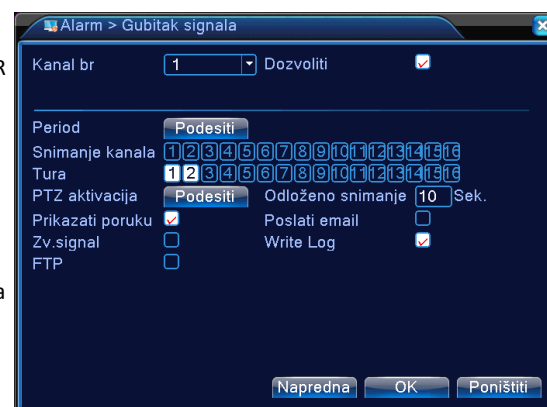 Alarm > Gubitak signala
R
Kanal br 1 Dozvoliti
Period Podesiti
Snimanje kanala 1 2 3 4 5 6 7 8 9 10 11 12 13 14 15 16
Tura 1 2 3 4 5 6 7 8 9 10 11 12 13 14 15 16
PTZ aktivacija Podesiti Odloženo snimanje 10 Sek.
Prikazati poruku Poslati email
Zv.signal Write Log
FTP
a
Napredna OK Poništiti